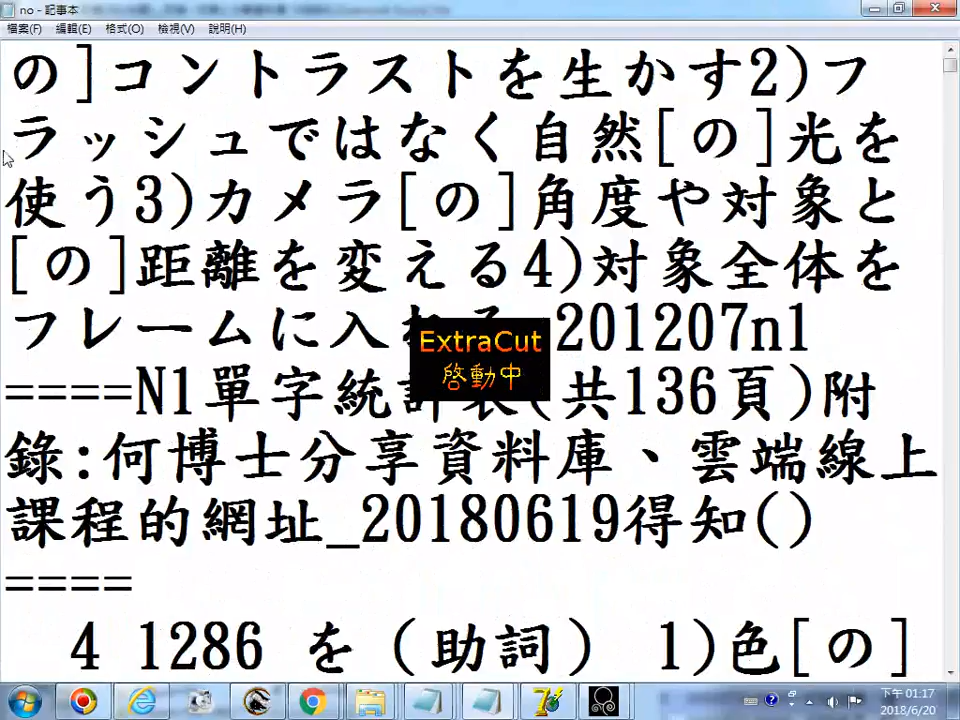 no - 記事本
檔案(F) 編輯(E) 格式(O) 檢視(V) 說明(H)
の]コントラストを生かす2)フ
ラッシュではなく自然[の]光を
使う3)カメラ[の]角度や対象と
[の]距離を変える4)対象全体を
フレームに入 201207n1
ExtraCut
啓動中
====N1單字統 (共136頁)附
錄:何博士分享資料庫、雲端線上
課程的網址_20180619得知()
====
4 1286 を (助詞) 1)色[の]
下午 01:17
2018/6/20